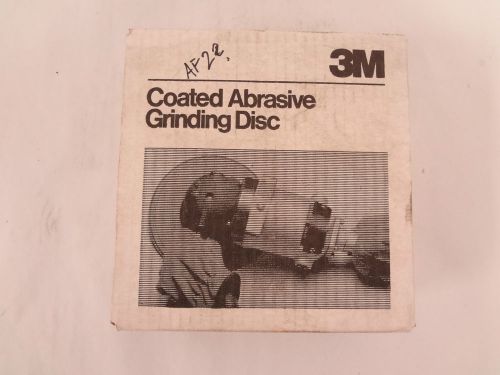 AF22.
3M
Coated Abrasive
Grinding Disc